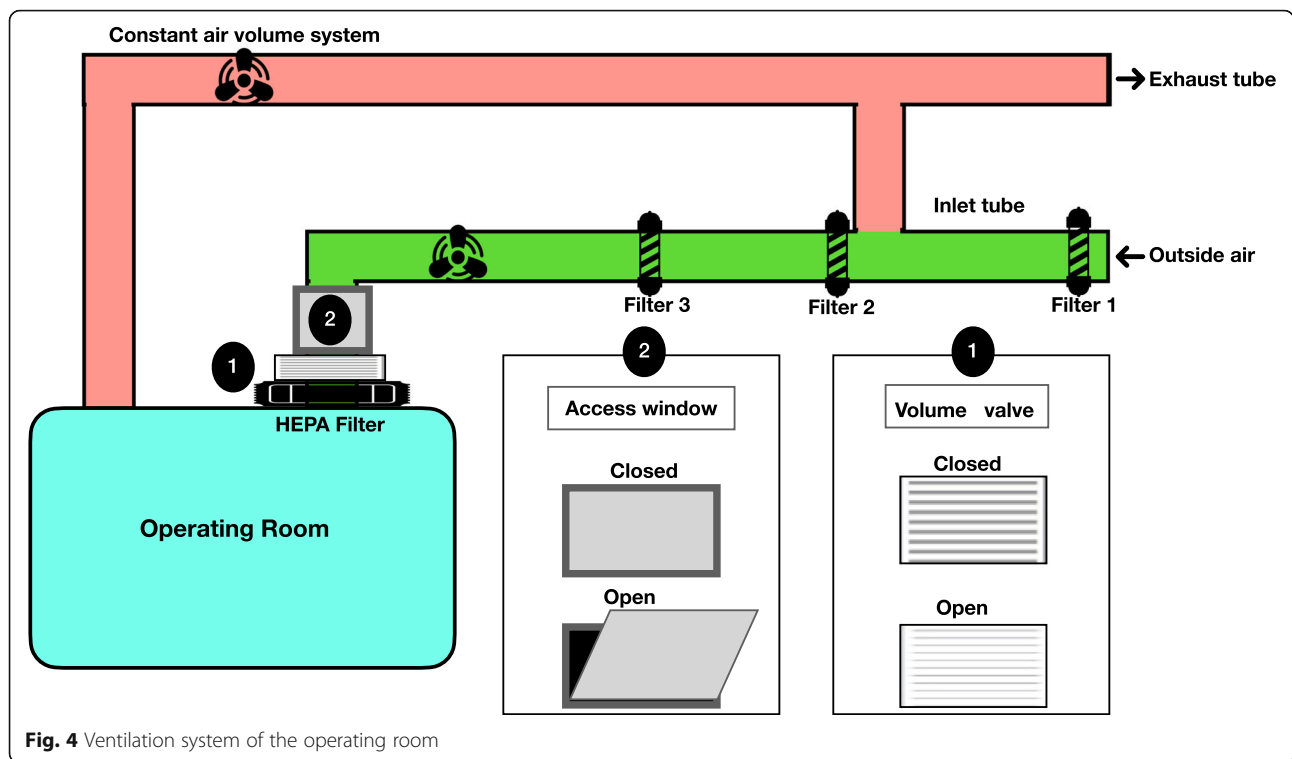 Constant air volume system
Exhaust tube
Inlet tube
Outside air
Filter 3
Filter 2
Filter 1
2
1
HEPA Filter
Operating Room
2
Access window
Closed
Open
1
Volume valve
Closed
Open
Fig. 4 Ventilation system of the operating room